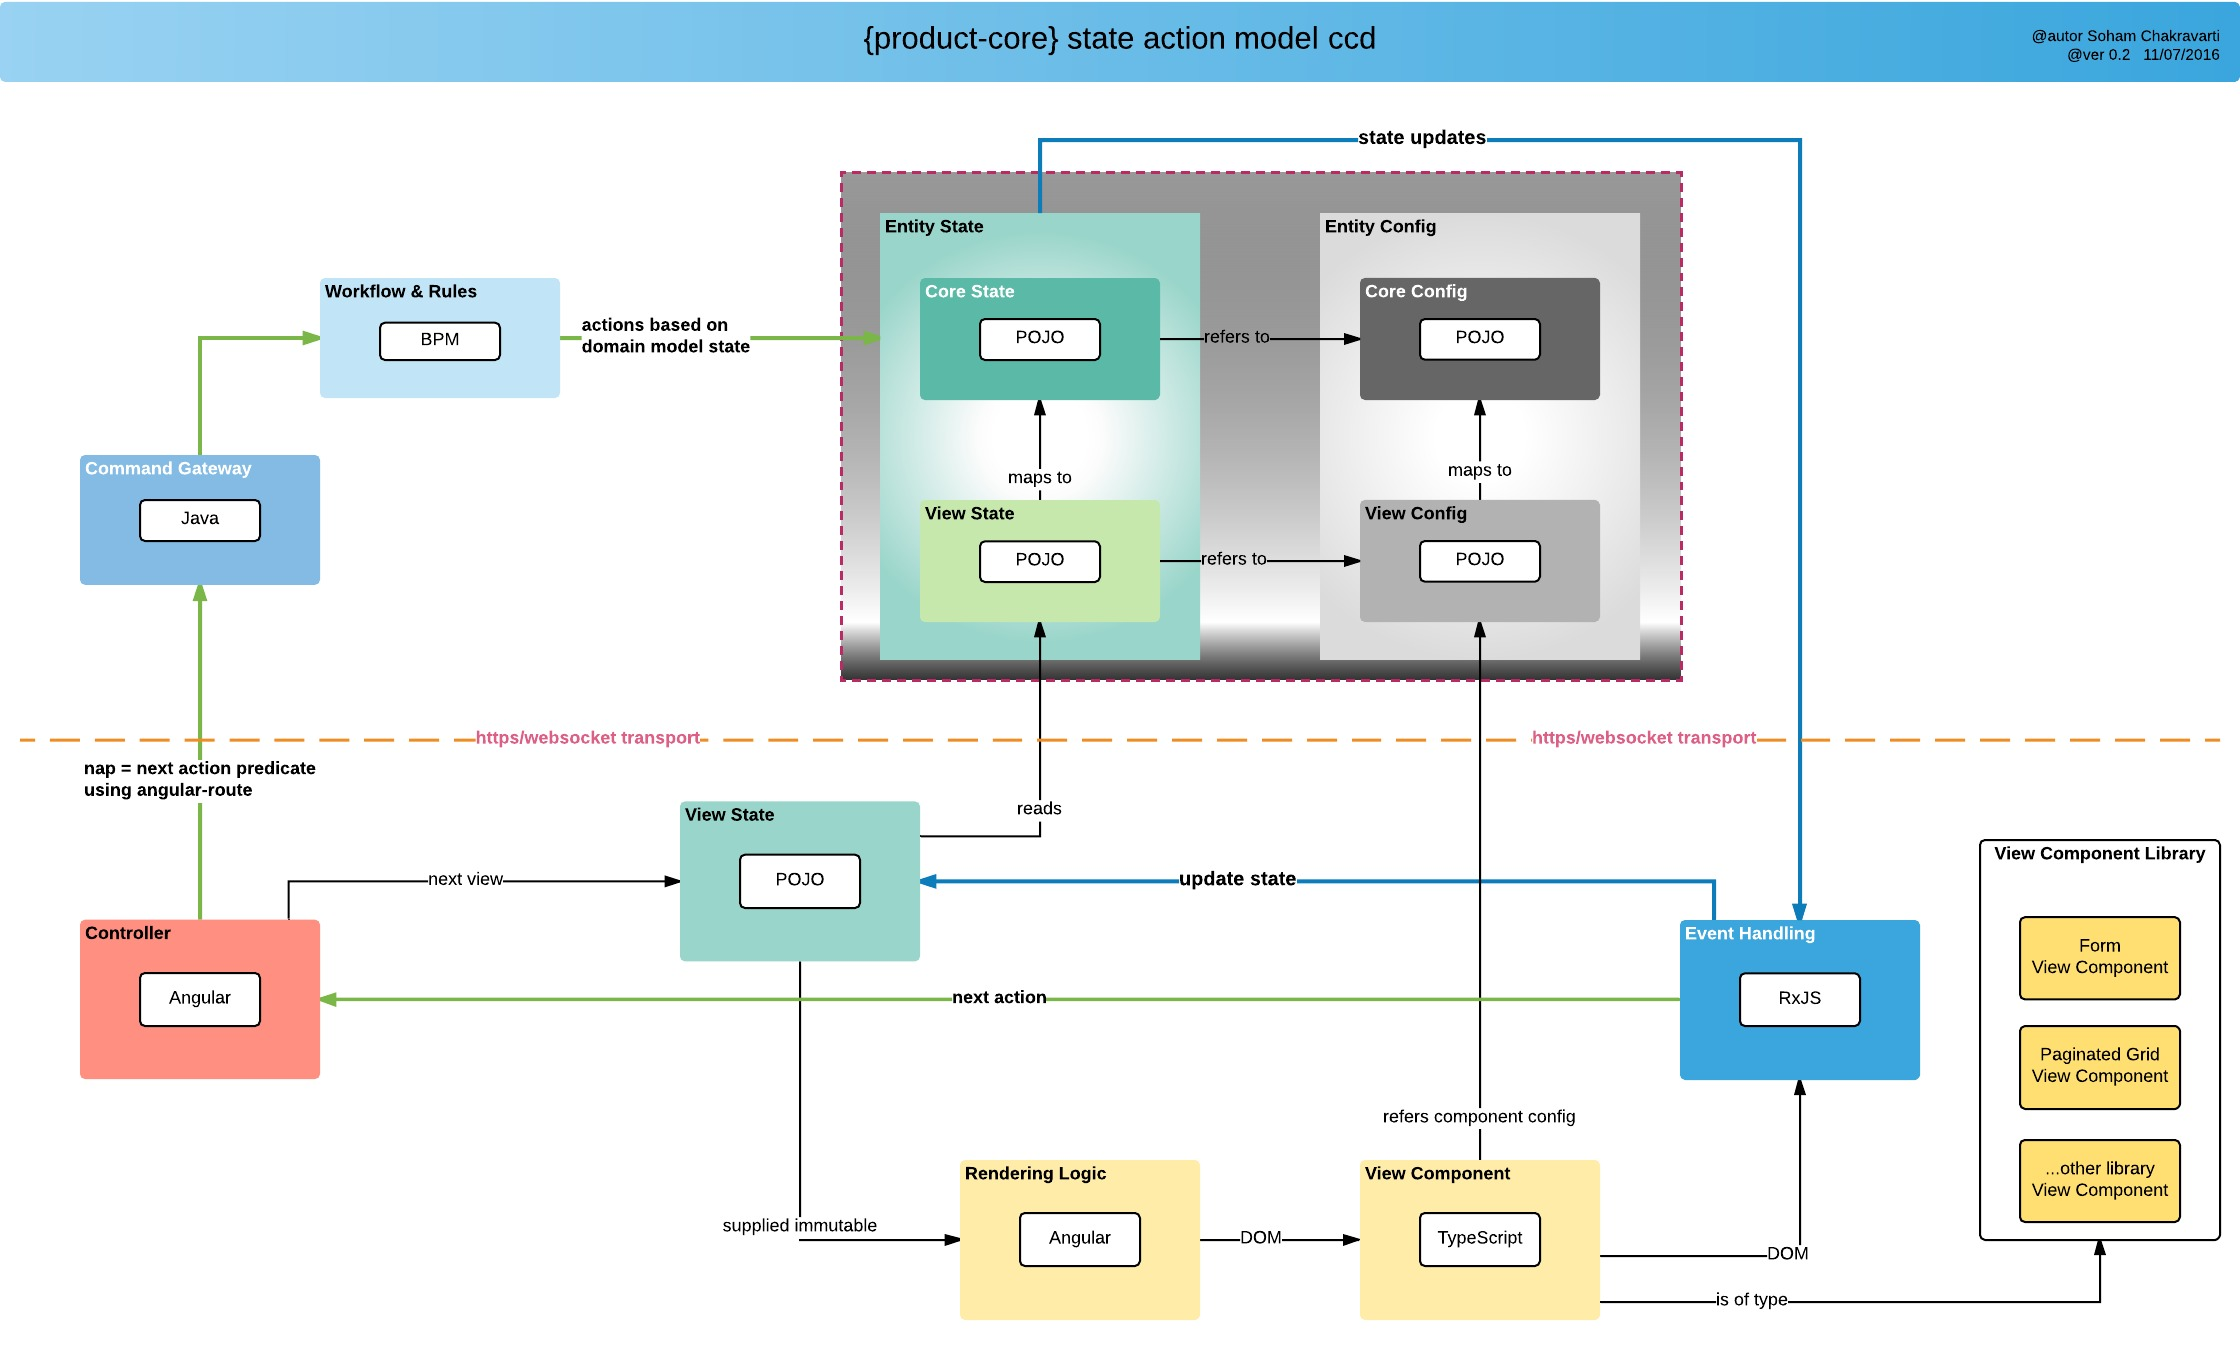 {product-core} state action model ccd
@autor Soham Chakravarti
@ver 0.2   11/07/2016
state updates
Entity State
Entity Config
Workflow & Rules
BPM
actions based on
domain model state
Core State
POJO
refers to
Core Config
POJO
Command Gateway
Java
maps to
maps to
View State
POJO
refers to
View Config
POJO
https/websocket transport
https/websocket transport
nap = next action predicate
using angular-route
View State
POJO
reads
next view
update state
Controller
Angular
next action
Event Handling
RxJS
View Component Library
Form
View Component
Paginated Grid
View Component
...other library
View Component
refers component config
supplied immutable
Rendering Logic
Angular
DOM
View Component
TypeScript
DOM
is of type